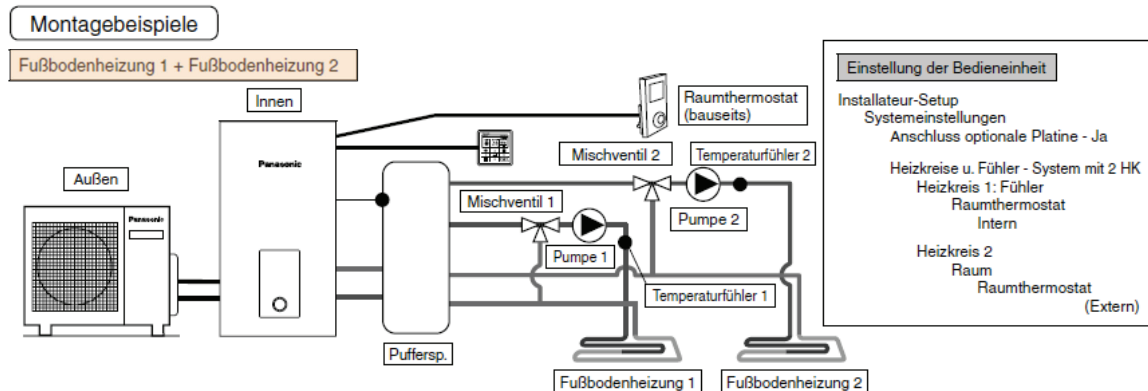 Montagebeispiele
Fußbodenheizung 1 + Fußbodenheizung 2
Innen
Panasonic
Außen
Panasonic
Raumthermostat
(bauseits)
Mischventil 2
Temperaturfühler 2
Mischventil 1
Pumpe 2
Pumpe 1
Temperaturfühler 1
Puffersp.
Fußbodenheizung 1
Fußbodenheizung 2
Einstellung der Bedieneinheit
Installateur-Setup
Systemeinstellungen
Anschluss optionale Platine - Ja
Heizkreise u. Fühler - System mit 2 HK
Heizkreis 1: Fühler
Raumthermostat
Intern
Heizkreis 2
Raum
Raumthermostat
(Extern)